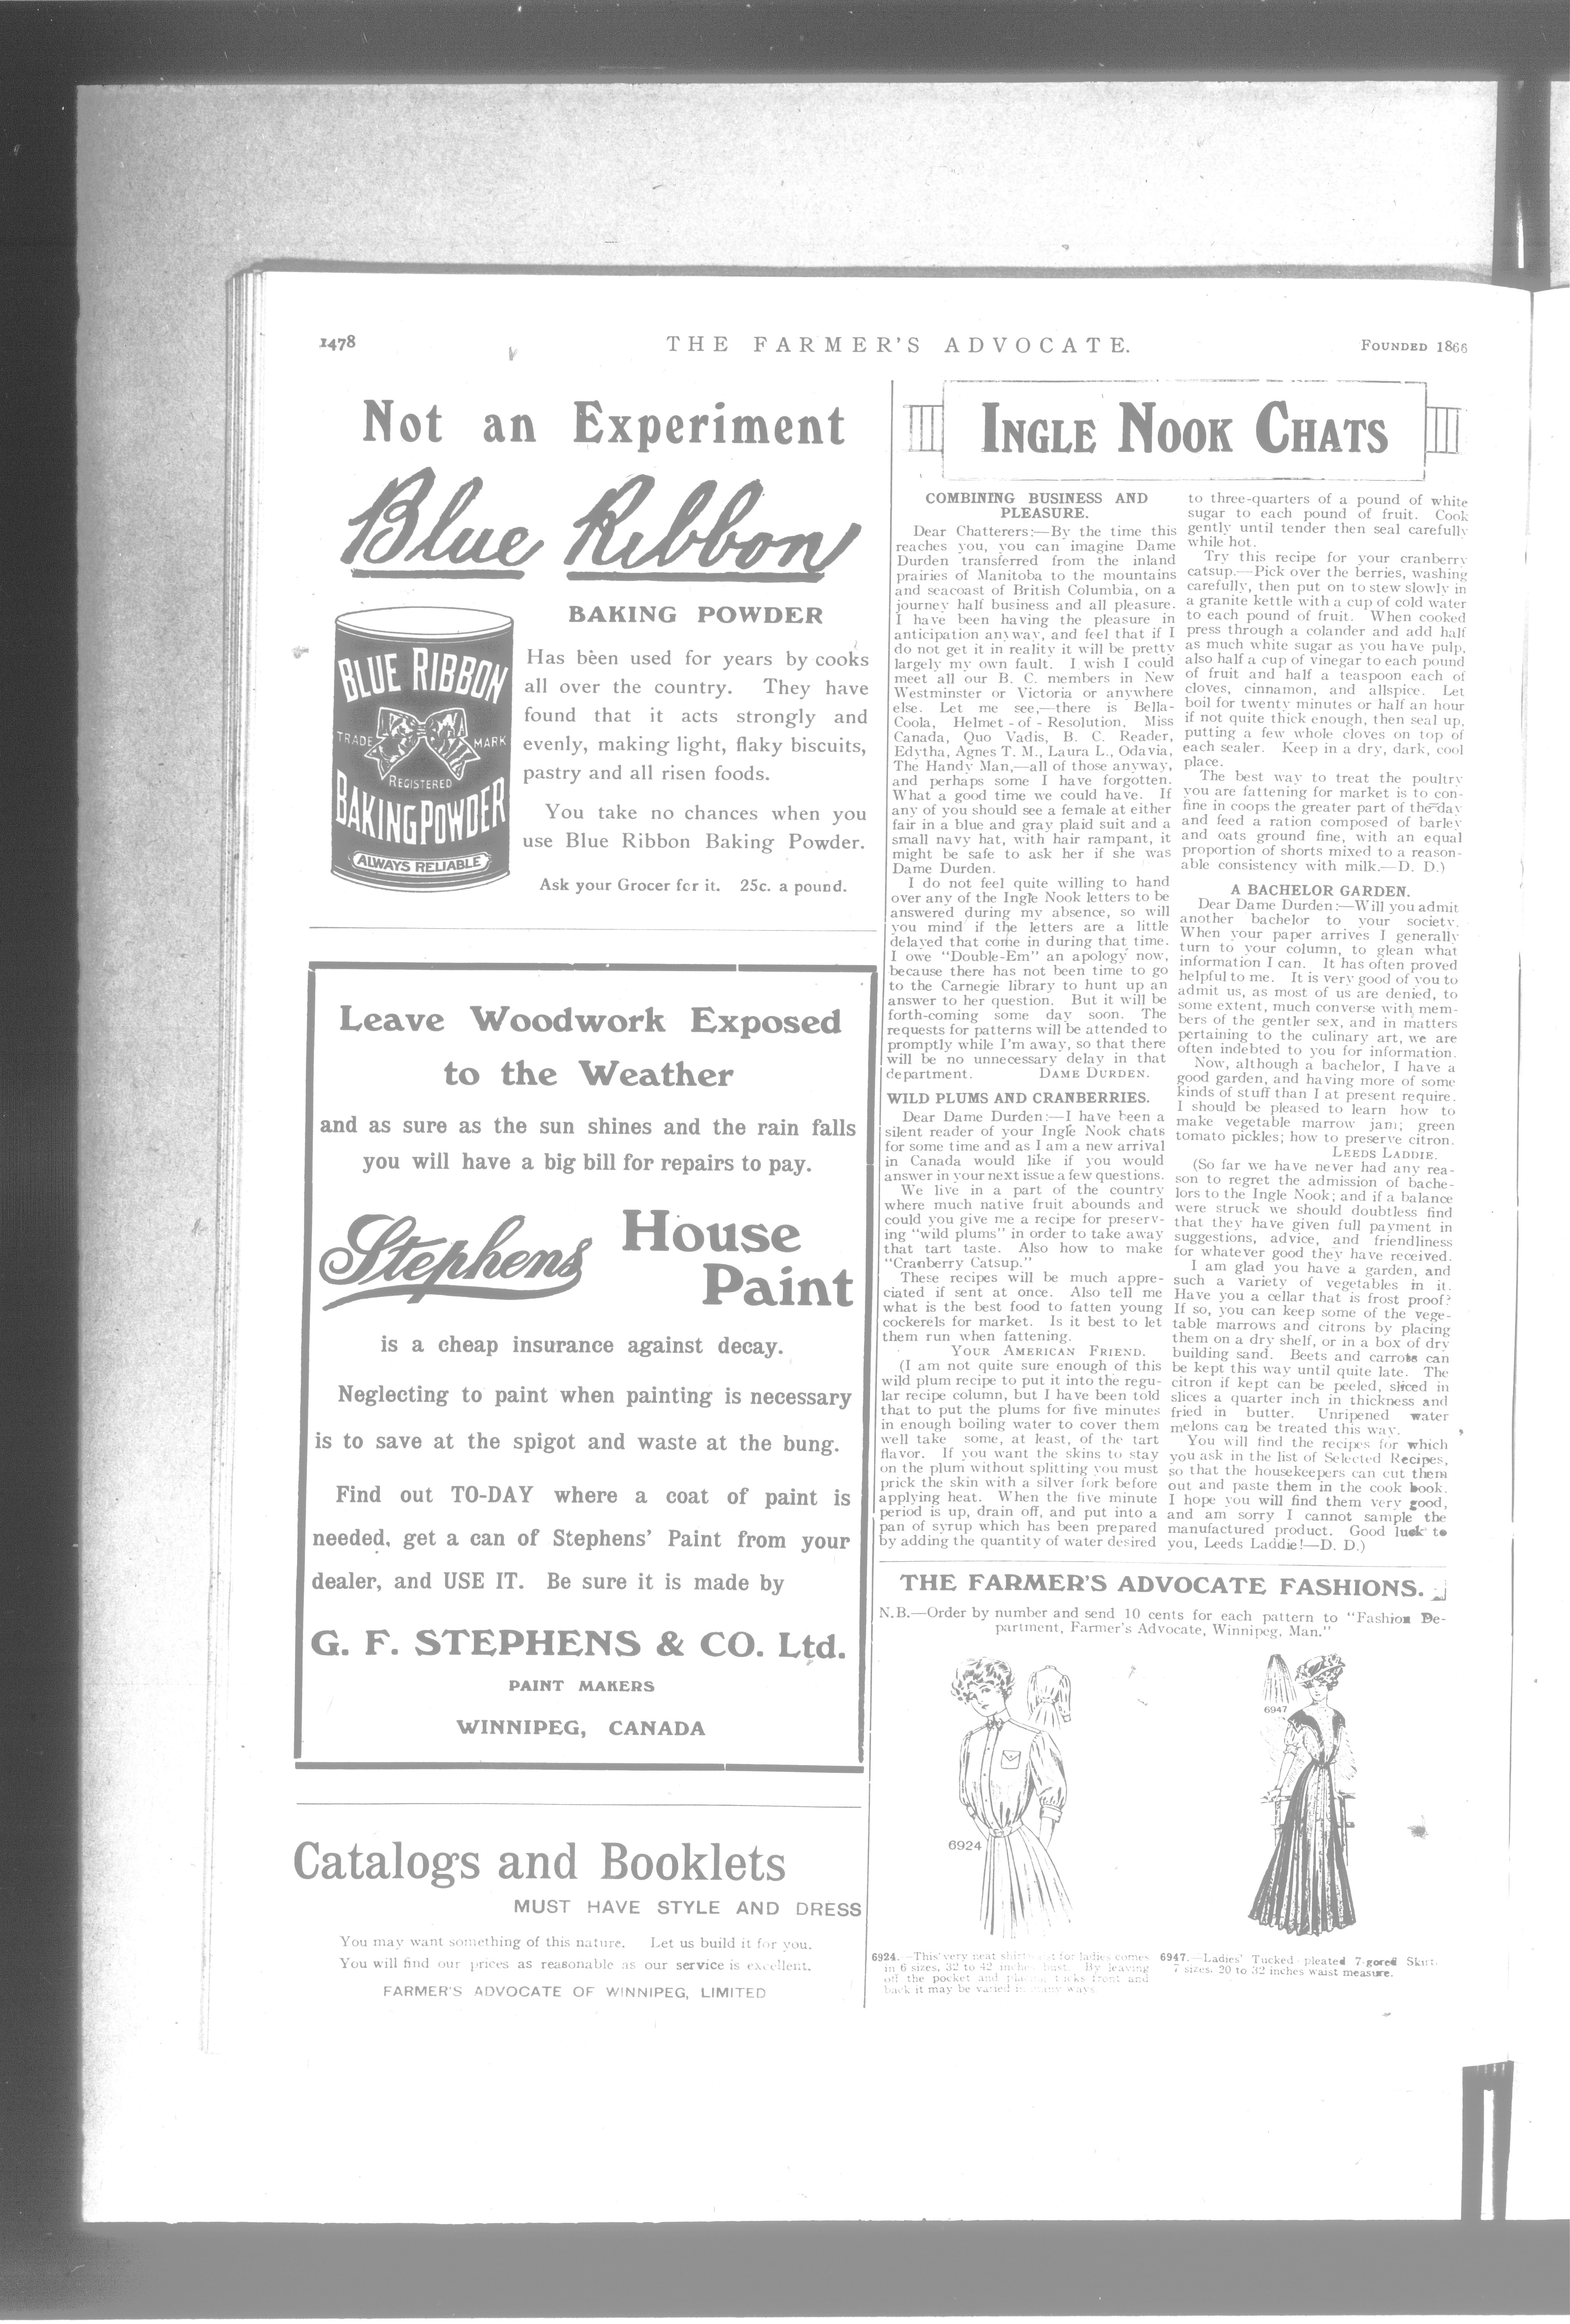 1478
THE FARMER'S ADVOCATE.
FOUNDED 1866
Not an Experiment
Blue Ribbon
BAKING POWDER
BLUE RIBBON
TRADE MARK
REGISTERED
BAKING POWDER
ALWAYS RELIABLE
Has been used for years by cooks
all over the country. They have
found that it acts strongly and
evenly, making light, flaky biscuits,
pastry and all risen foods.
You take no chances when you
use Blue Ribbon Baking Powder.
Ask your Grocer for it. 25c. a pound.
Leave Woodwork Exposed
to the Weather
and as sure as the sun shines and the rain falls
you will have a big bill for repairs to pay.
Stephens House
Paint
is a cheap insurance against decay.
Neglecting to paint when painting is necessary
is to save at the spigot and waste at the bung.
Find out TO-DAY where a coat of paint is
needed, get a can of Stephens' Paint from your
dealer, and USE IT. Be sure it is made by
G. F. STEPHENS & CO. Ltd.
PAINT MAKERS
WINNIPEG, CANADA
Catalogs and Booklets
MUST HAVE STYLE AND DRESS
You may want something of this nature. Let us build it for you.
You will find our prices as reasonable as our service is excellent.
FARMER'S ADVOCATE OF WINNIPEG, LIMITED
INGLE NOOK CHATS
COMBINING BUSINESS AND
PLEASURE.
Dear Chatterers:—By the time this
reaches you, you can imagine Dame
Durden transferred from the inland
prairies of Manitoba to the mountains
and seacoast of British Columbia, on a
journey half business and all pleasure.
I have been having the pleasure in
anticipation anyway, and feel that if I
do not get it in reality it will be pretty
largely my own fault. I wish I could
meet all our B. C. members in New
Westminster or Victoria or anywhere
else. Let me see,—there is Bella-
Coola, Helmet-of-Resolution, Miss
Canada, Quo Vadis, B. C. Reader,
Edytha, Agnes T. M., Laura L., Odavia,
The Handy Man,—all of those anyway,
and perhaps some I have forgotten.
What a good time we could have. If
any of you should see a female at either
fair in a blue and gray plaid suit and a
small navy hat, with hair rampant, it
might be safe to ask her if she was
Dame Durden.
I do not feel quite willing to hand
over any of the Ingle Nook letters to be
answered during my absence, so will
you mind if the letters are a little
delayed that come in during that time.
I owe "Double-Em" an apology now,
because there has not been time to go
to the Carnegie library to hunt up an
answer to her question. But it will be
forth-coming some day soon. The
requests for patterns will be attended to
promptly while I'm away, so that there
will be no unnecessary delay in that
department. DAME DURDEN.
WILD PLUMS AND CRANBERRIES.
Dear Dame Durden:—I have been a
silent reader of your Ingle Nook chats
for some time and as I am a new arrival
in Canada would like if you would
answer in your next issue a few questions.
We live in a part of the country
where much native fruit abounds and
could you give me a recipe for preserv-
ing "wild plums" in order to take away
that tart taste. Also how to make
"Cranberry Catsup."
These recipes will be much appre-
ciated if sent at once. Also tell me
what is the best food to fatten young
cockerels for market. Is it best to let
them run when fattening.
YOUR AMERICAN FRIEND.
(I am not quite sure enough of this
wild plum recipe to put it into the regu-
lar recipe column, but I have been told
that to put the plums for five minutes
in enough boiling water to cover them
well take some, at least, of the tart
flavor. If you want the skins to stay
on the plum without splitting you must
prick the skin with a silver fork before
applying heat. When the five minute
period is up, drain off, and put into a
pan of syrup which has been prepared
by adding the quantity of water desired
to three-quarters of a pound of white
sugar to each pound of fruit. Cook
gently until tender then seal carefully
while hot.
Try this recipe for your cranberry
catsup.—Pick over the berries, washing
carefully, then put on to stew slowly in
a granite kettle with a cup of cold water
to each pound of fruit. When cooked
press through a colander and add half
as much white sugar as you have pulp,
also half a cup of vinegar to each pound
of fruit and half a teaspoon each of
cloves, cinnamon, and allspice. Let
boil for twenty minutes or half an hour
if not quite thick enough, then seal up,
putting a few whole cloves on top of
each sealer. Keep in a dry, dark, cool
place.
The best way to treat the poultry
you are fattening for market is to con-
fine in coops the greater part of the day
and feed a ration composed of barley
and oats ground fine, with an equal
proportion of shorts mixed to a reason-
able consistency with milk.—D. D.)
A BACHELOR GARDEN.
Dear Dame Durden:—Will you admit
another bachelor to your society.
When your paper arrives I generally
turn to your column, to glean what
information I can. It has often proved
helpful to me. It is very good of you to
admit us, as most of us are denied, to
some extent, much converse with mem-
bers of the gentler sex, and in matters
pertaining to the culinary art, we are
often indebted to you for information.
Now, although a bachelor, I have a
good garden, and having more of some
kinds of stuff than I at present require.
I should be pleased to learn how to
make vegetable marrow jam; green
tomato pickles; how to preserve citron.
LEEDS LADDIE.
(So far we have never had any rea-
son to regret the admission of bache-
lors to the Ingle Nook; and if a balance
were struck we should doubtless find
that they have given full payment in
suggestions, advice, and friendliness
for whatever good they have received.
I am glad you have a garden, and
such a variety of vegetables in it.
Have you a cellar that is frost proof?
If so, you can keep some of the vege-
table marrows and citrons by placing
them on a dry shelf, or in a box of dry
building sand. Beets and carrots can
be kept this way until quite late. The
citron if kept can be peeled, sliced in
slices a quarter inch in thickness and
fried in butter. Unripened water
melons can be treated this way.
You will find the recipes for which
you ask in the list of Selected Recipes,
so that the housekeepers can cut them
out and paste them in the cook book.
I hope you will find them very good,
and am sorry I cannot sample the
manufactured product. Good luck to
you, Leeds Laddie!—D. D.)
THE FARMER'S ADVOCATE FASHIONS.
N.B.—Order by number and send 10 cents for each pattern to "Fashion De-
partment, Farmer's Advocate, Winnipeg, Man."
6924
6947
6924.—This very neat for ladies comes
in 6 sizes, 32 to 42 inches bust. By leaving
off the pocket and placing tucks front and
back it may be varied in many ways
6947.—Ladies' Tucked-pleated 7-gored Skirt.
7 sizes, 20 to 32 inches waist measure.